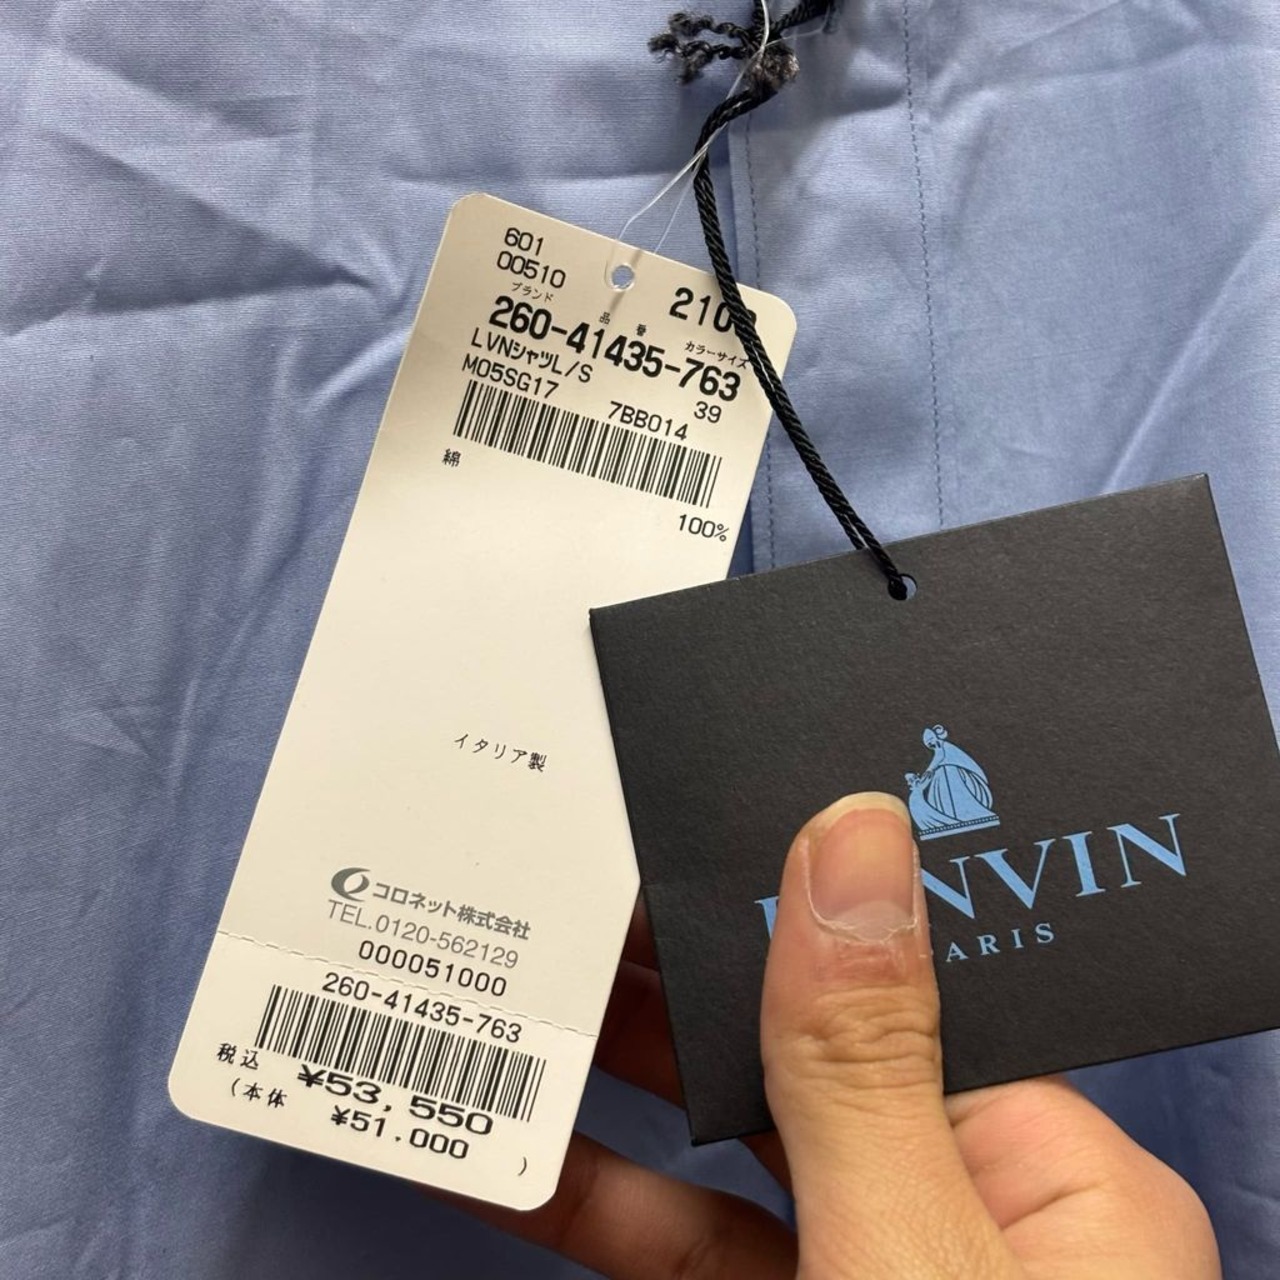 601
00510
210
ブランド
品番
カラーサイズ
260-41435-763
LVNシャツL/S
39
M05SG17
7BB014
綿
100%
イタリア製
コロネット株式会社
TEL.0120-562129
000051000
260-41435-763
税込 ¥53,550
(本体 ¥51,000 )
NVIN
ARIS